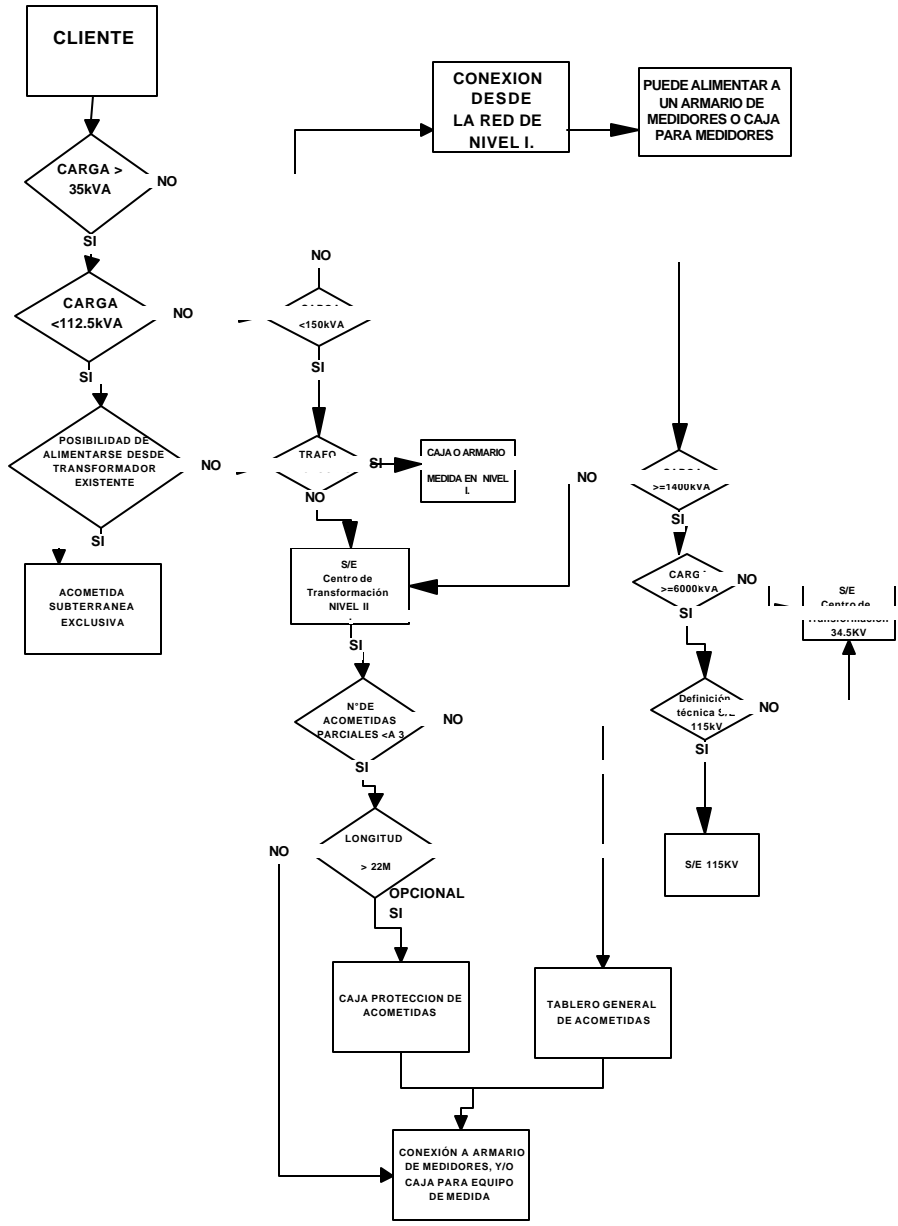 CLIENTE
CONEXION
DESDE
LA RED DE
NIVEL I.
PUEDE ALIMENTAR A
UN ARMARIO DE
MEDIDORES O CAJA
PARA MEDIDORES
CARGA >
35kVA
NO
SI
CARGA
<112.5kVA
NO
SI
NO
<150kVA
SI
POSIBILIDAD DE
ALIMENTARSE DESDE
TRANSFORMADOR
EXISTENTE
NO
SI
TRAFO
SI
NO
CAJA O ARMARIO
MEDIDA EN NIVEL
I.
NO
>=1400kVA
SI
ACOMETIDA
SUBTERRANEA
EXCLUSIVA
S/E
Centro de
Transformación
NIVEL II
SI
CARG
>=6000kVA
NO
SI
S/E
Centro de
Transformación
34.5KV
N°DE
ACOMETIDAS
PARCIALES <A 3
NO
SI
Definición
técnica S/E
115kV
NO
SI
LONGITUD
> 22M
NO
OPCIONAL
SI
S/E 115KV
CAJA PROTECCION DE
ACOMETIDAS
TABLERO GENERAL
DE ACOMETIDAS
CONEXIÓN A ARMARIO
DE MEDIDORES, Y/O
CAJA PARA EQUIPO
DE MEDIDA